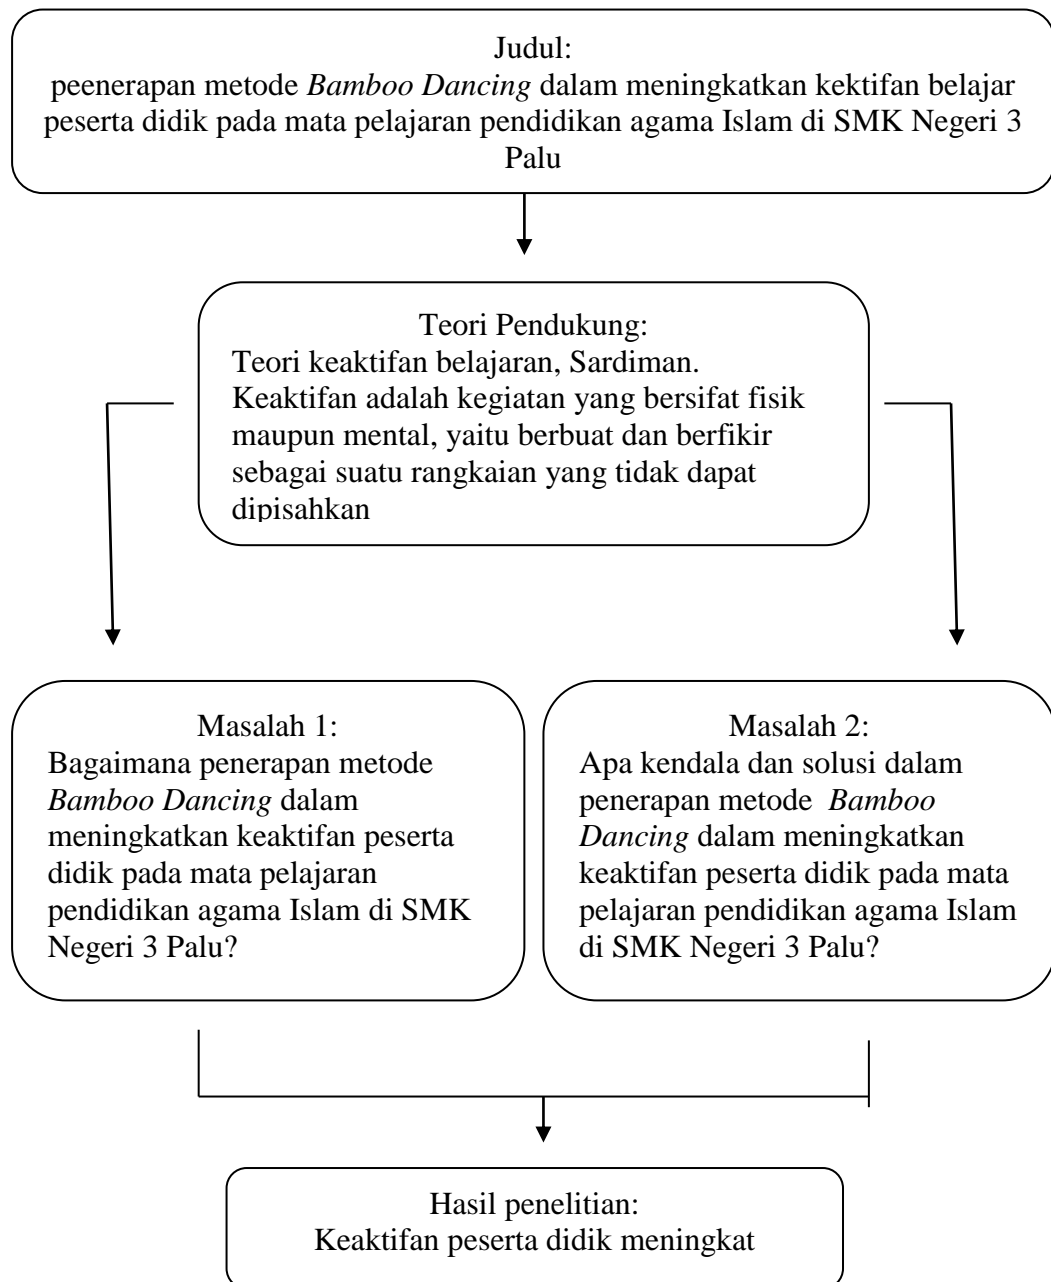 Judul:
peenerapan metode Bamboo Dancing dalam meningkatkan kektifan belajar
peserta didik pada mata pelajaran pendidikan agama Islam di SMK Negeri 3
Palu
Teori Pendukung:
Teori keaktifan belajaran, Sardiman.
Keaktifan adalah kegiatan yang bersifat fisik
maupun mental, yaitu berbuat dan berfikir
sebagai suatu rangkaian yang tidak dapat
dipisahkan
Masalah 1:
Bagaimana penerapan metode
Bamboo Dancing dalam
meningkatkan keaktifan peserta
didik pada mata pelajaran
pendidikan agama Islam di SMK
Negeri 3 Palu?
Masalah 2:
Apa kendala dan solusi dalam
penerapan metode Bamboo
Dancing dalam meningkatkan
keaktifan peserta didik pada mata
pelajaran pendidikan agama Islam
di SMK Negeri 3 Palu?
Hasil penelitian:
Keaktifan peserta didik meningkat